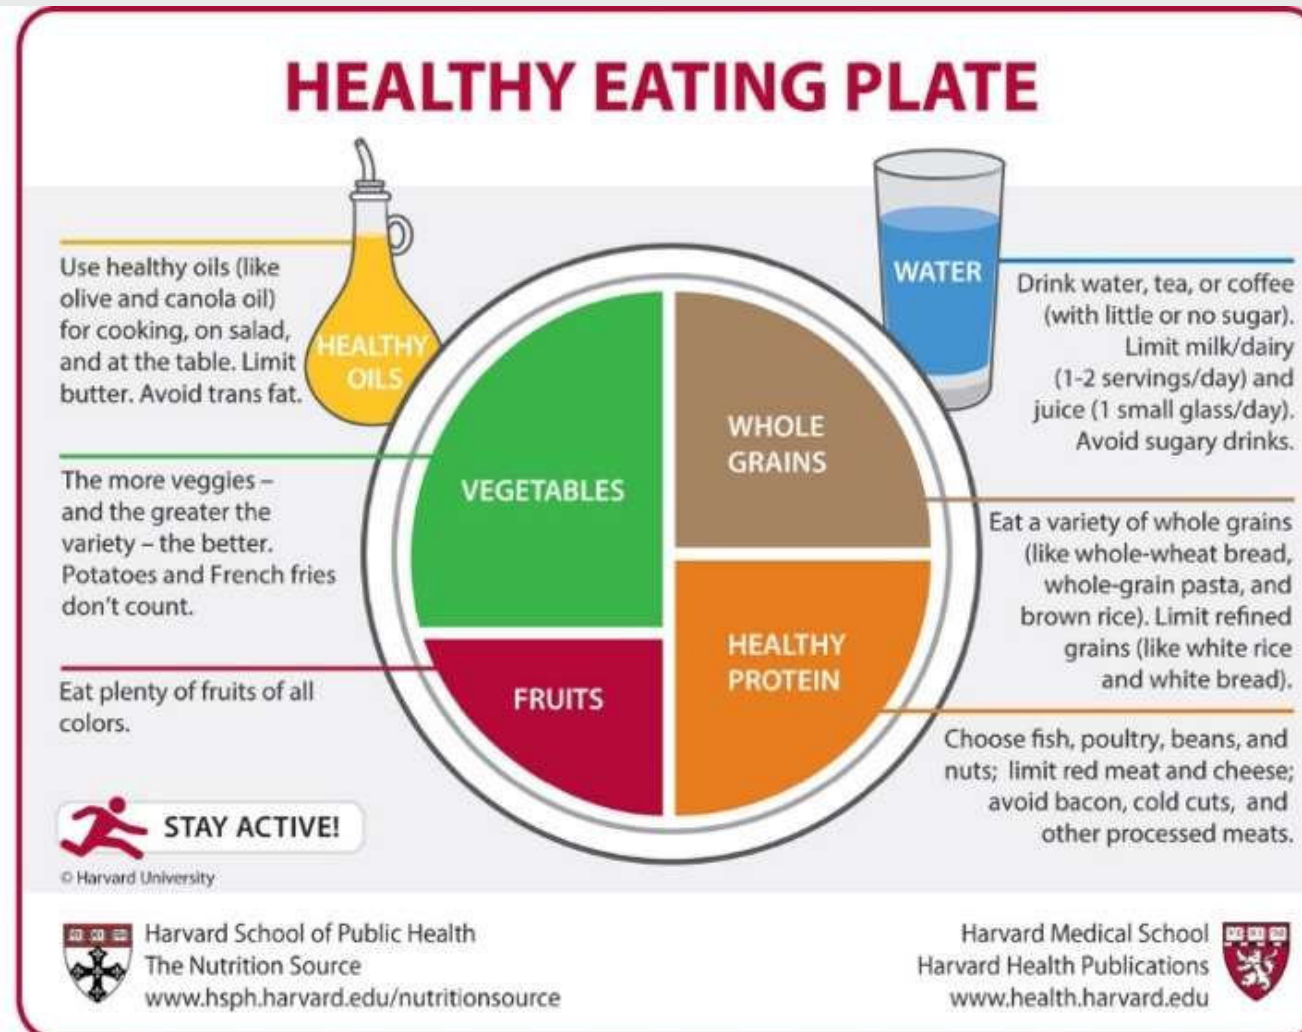 HEALTHY EATING PLATE
Use healthy oils (like
olive and canola oil)
for cooking, on salad,
and at the table. Limit
butter. Avoid trans fat.
HEALTHY
OILS
The more veggies –
and the greater the
variety – the better.
Potatoes and French fries
don't count.
Eat plenty of fruits of all
colors.
VEGETABLES
FRUITS
WHOLE
GRAINS
HEALTHY
PROTEIN
WATER
Drink water, tea, or coffee
(with little or no sugar).
Limit milk/dairy
(1-2 servings/day) and
juice (1 small glass/day).
Avoid sugary drinks.
Eat a variety of whole grains
(like whole-wheat bread,
whole-grain pasta, and
brown rice). Limit refined
grains (like white rice
and white bread).
Choose fish, poultry, beans, and
nuts; limit red meat and cheese;
avoid bacon, cold cuts, and
other processed meats.
STAY ACTIVE!
© Harvard University
Harvard School of Public Health
The Nutrition Source
www.hsph.harvard.edu/nutritionsource
Harvard Medical School
Harvard Health Publications
www.health.harvard.edu